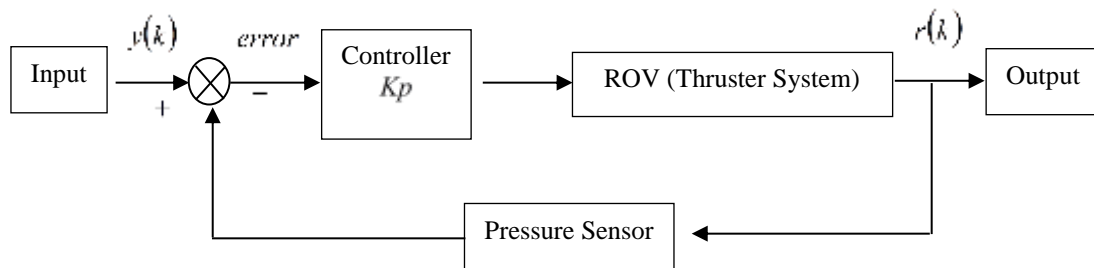 y(k)
error
r(k)
Input
+
−
Controller
Kp
ROV (Thruster System)
Output
Pressure Sensor